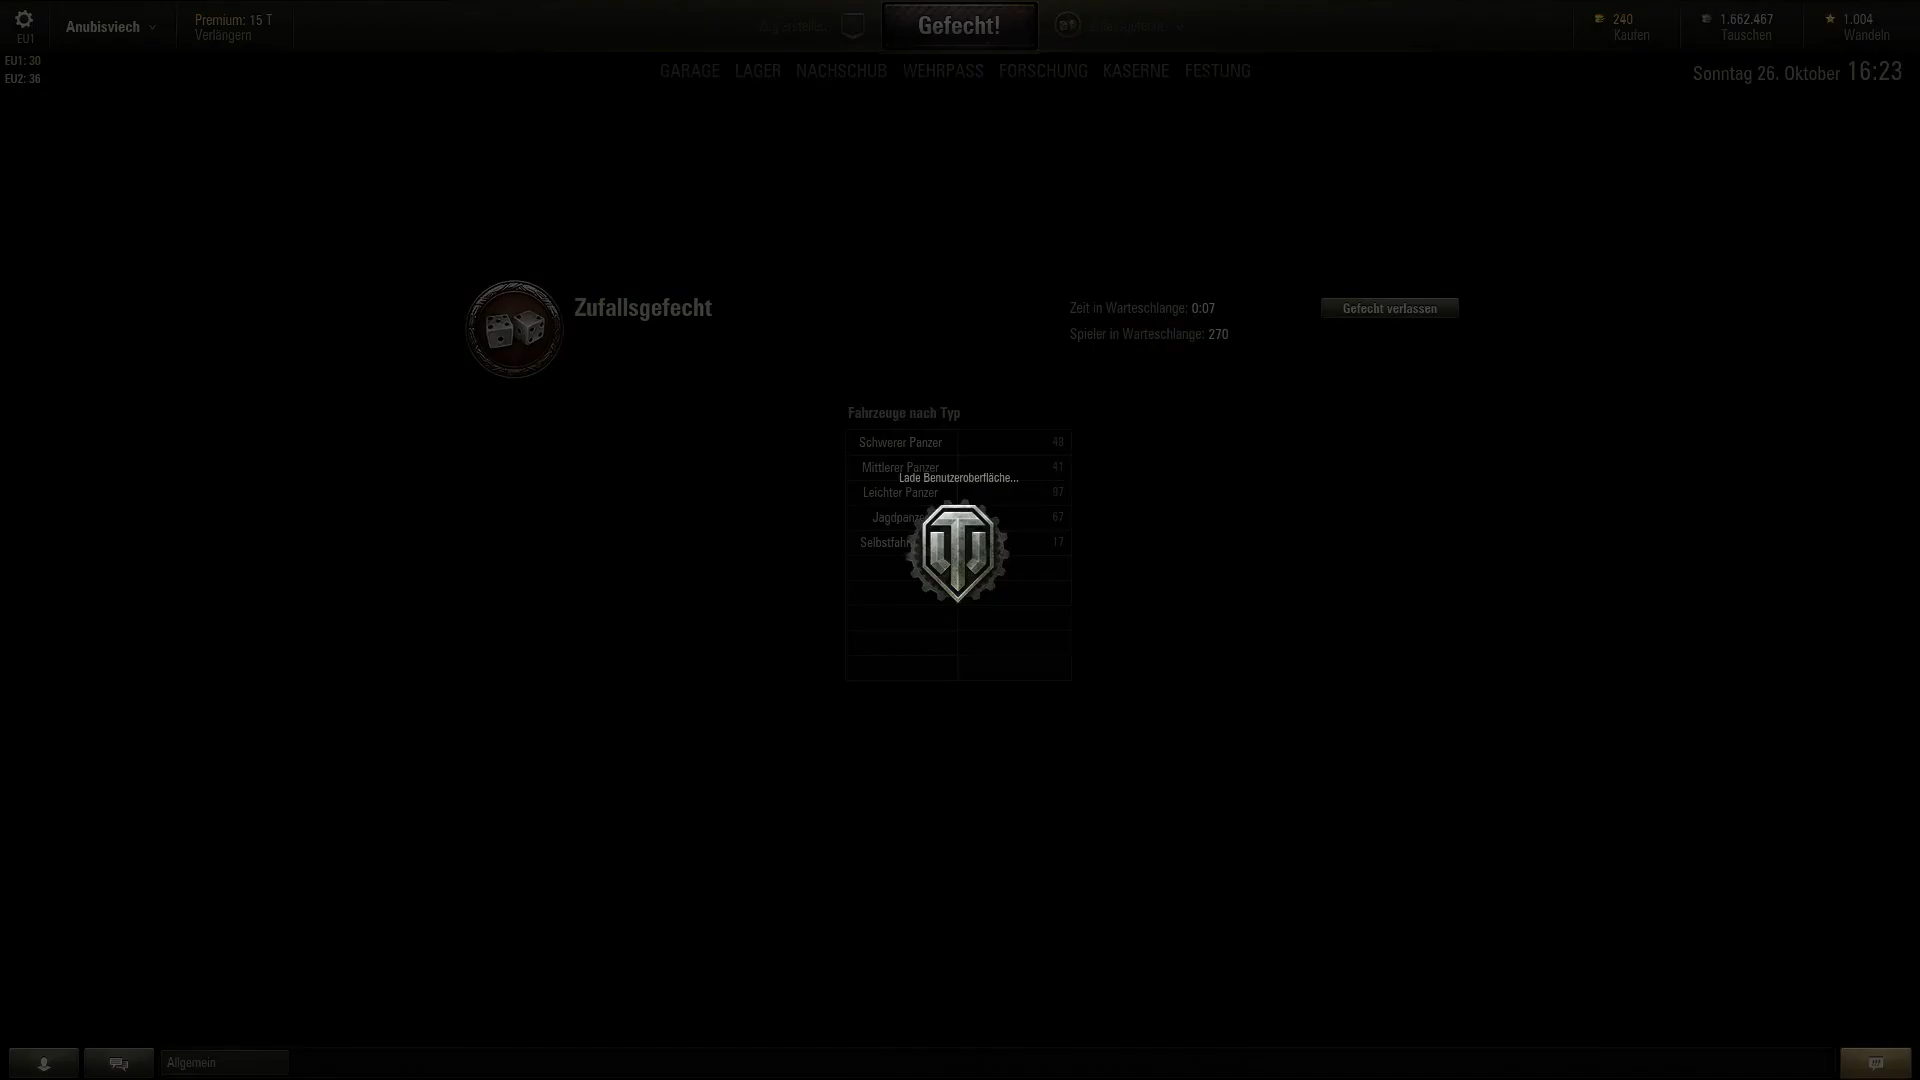 Anubisviech
Premium: 15 T
Verlängern
EU1
EU1: 30
EU2: 36
Gefecht!
240
Kaufen
1.662.467
Tauschen
1.004
Wandeln
GARAGE LAGER NACHSCHUB WEHRPASS FORSCHUNG KASERNE FESTUNG
Sonntag 26. Oktober 16:23
Zufallsgefecht
Zeit in Warteschlange: 0:07
Spieler in Warteschlange: 270
Gefecht verlassen
Fahrzeuge nach Typ
Schwerer Panzer 48
Mittlerer Panzer 41
Lade Benutzeroberfläche...
Leichter Panzer 97
Jagdpanze 67
Selbstfah 17
Allgemein